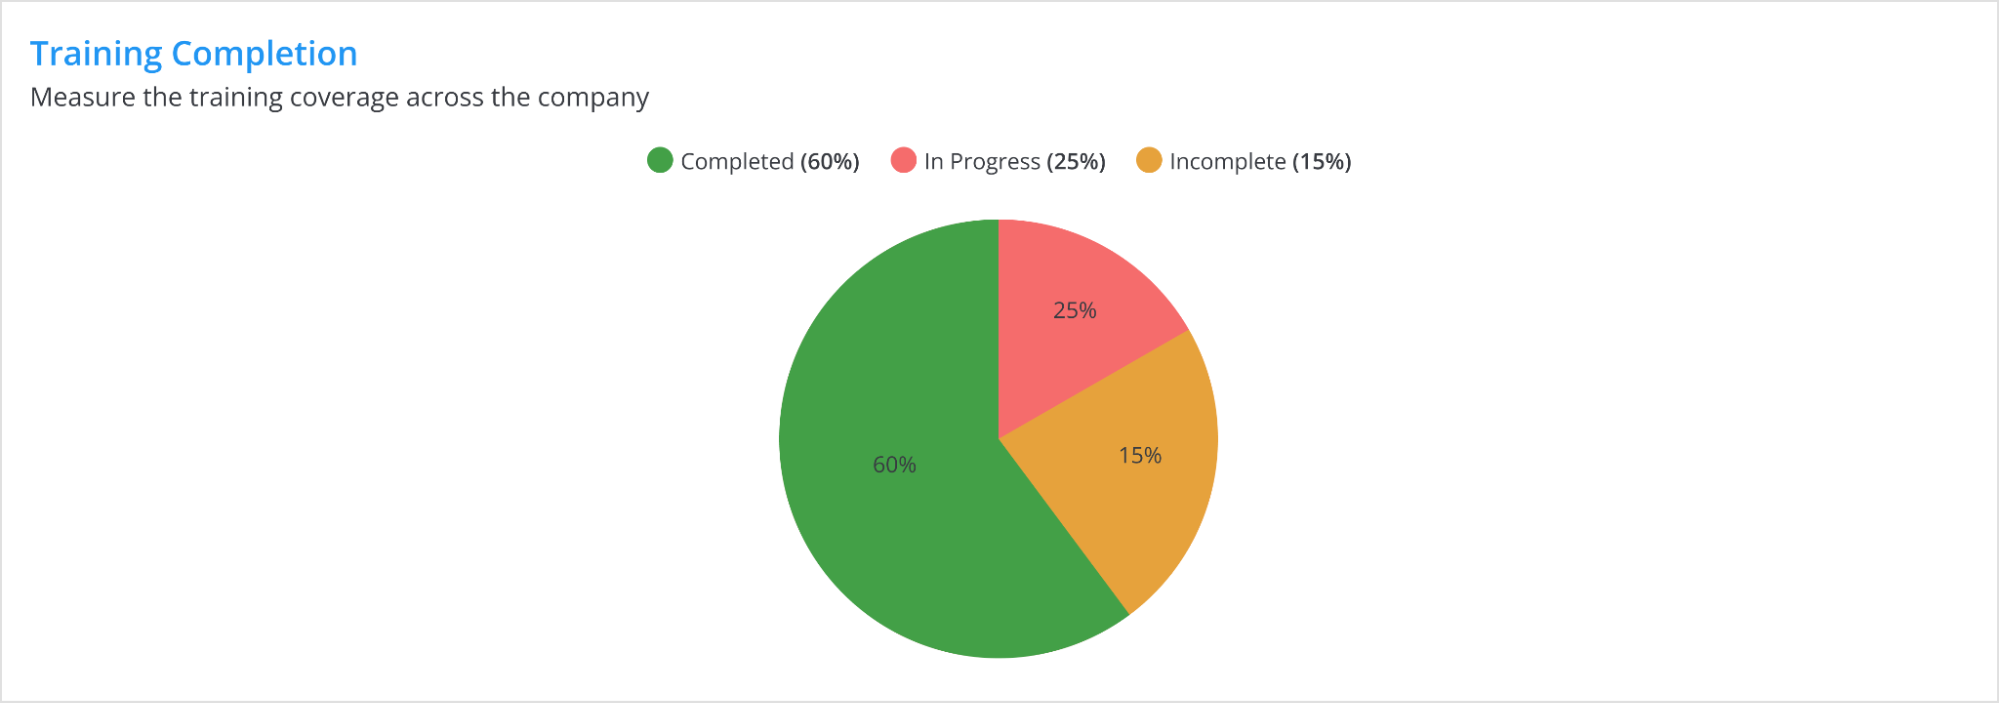 Training Completion
Measure the training coverage across the company
Completed (60%) In Progress (25%) Incomplete (15%)
25%
15%
60%